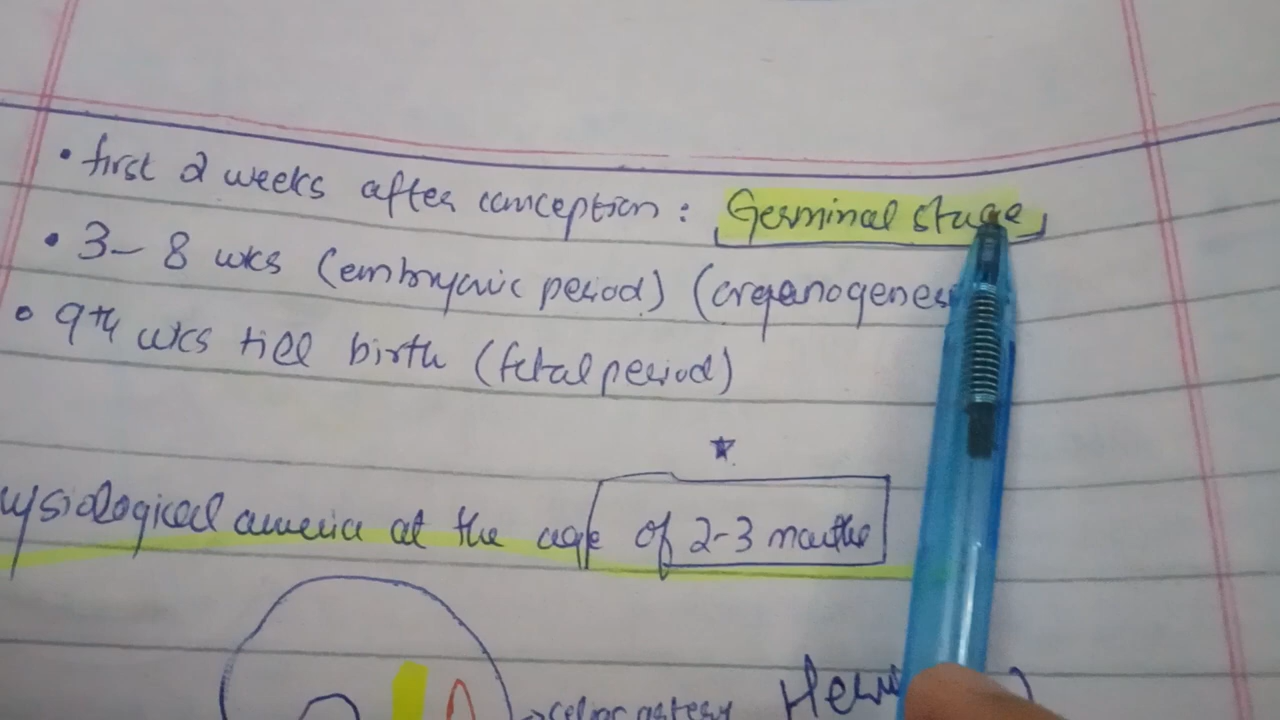 • first 2 weeks after conception : Germinal stage
• 3-8 wks (embryonic period) (organogenes
• 9th wks till birth (fetal period)
ysiological anemia at the age of 2-3 months
→ celiac artery